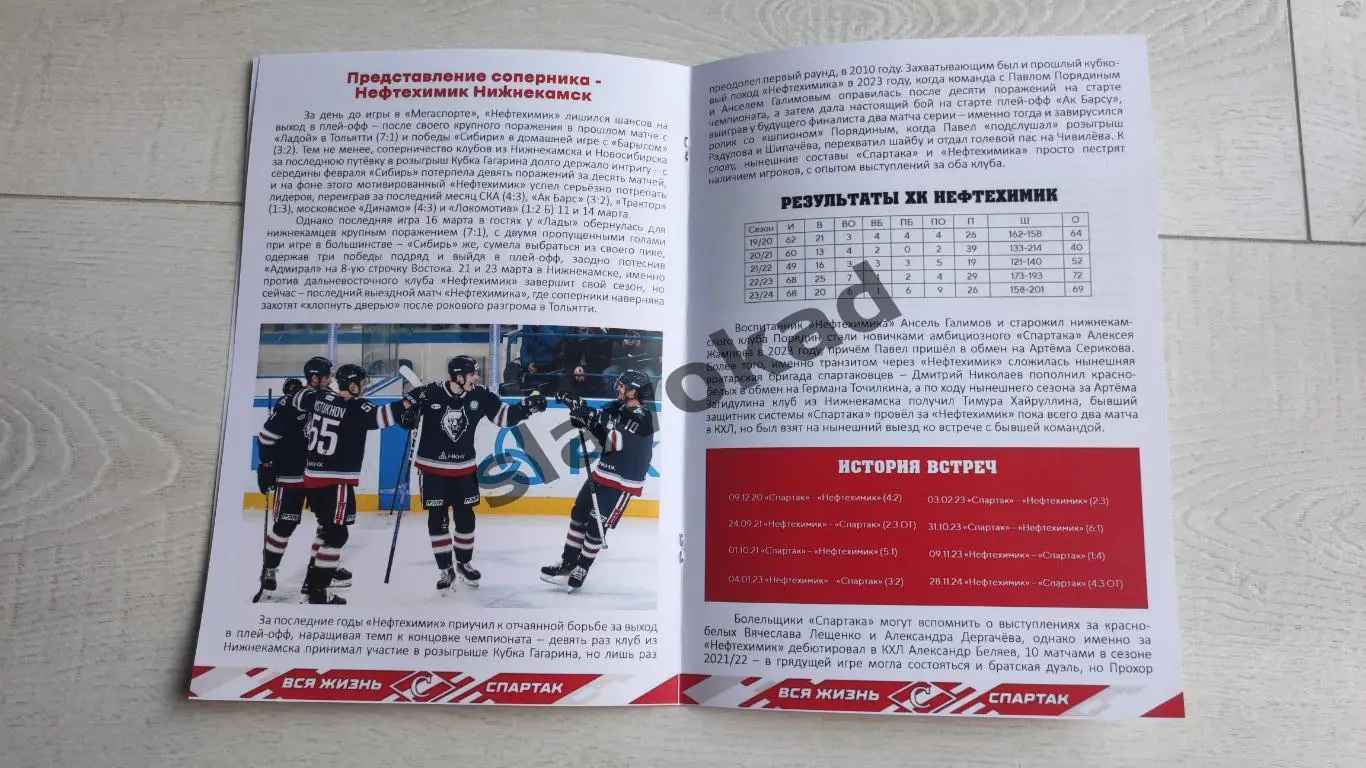 Представление соперника -
Нефтехимик Нижнекамск
За день до игры в «Мегаспорте», «Нефтехимик» лишился шансов на
выход в плей-офф – после своего крупного поражения в прошлом матче с
«Ладой» в Тольятти (7:1) и победы «Сибири» в домашней игре с «Барысом»
(3:2). Тем не менее, соперничество клубов из Нижнекамска и Новосибирска
за последнюю путёвку в розыгрыш Кубка Гагарина долго держало интригу – с
середины февраля «Сибирь» потерпела девять поражений за десять матчей,
и на фоне этого мотивированный «Нефтехимик» успел серьёзно потрепать
лидеров, переиграв за последний месяц СКА (4:3), «Ак Барс» (3:2), «Трактор»
(1:3), московское «Динамо» (4:3) и «Локомотив» (1:2 Б) 11 и 14 марта.
Однако последняя игра 16 марта в гостях у «Лады» обернулась для
нижнекамцев крупным поражением (7:1), с двумя пропущенными голами
при игре в большинстве – «Сибирь» же, сумела выбраться из своего пике,
одержав три победы подряд и выйдя в плей-офф, заодно потеснив
«Адмирал» на 8-ую строчку Востока. 21 и 23 марта в Нижнекамске, именно
против дальневосточного клуба «Нефтехимик» завершит свой сезон, но
сейчас – последний выездной матч «Нефтехимика», где соперники наверняка
захотят «хлопнуть дверью» после рокового разгрома в Тольятти.
55
10
НКНХ
За последние годы «Нефтехимик» приучил к отчаянной борьбе за выход
в плей-офф, наращивая темп к концовке чемпионата – девять раз клуб из
Нижнекамска принимал участие в розыгрыше Кубка Гагарина, но лишь раз
ВСЯ ЖИЗНЬ СПАРТАК
преодолел первый раунд, в 2010 году. Захватывающим был и прошлый кубко-
вый поход «Нефтехимика» в 2023 году, когда команда с Павлом Порядиным
и Анселем Галимовым оправилась после десяти поражений на старте
чемпионата, а затем дала настоящий бой на старте плей-офф «Ак Барсу»,
выиграв у будущего финалиста два матча серии – именно тогда и завирусился
ролик со «шпионом» Порядиным, когда Павел «подслушал» розыгрыш
Радулова и Шипачёва, перехватил шайбу и отдал голевой пас на Чивилёва. К
слову, нынешние составы «Спартака» и «Нефтехимика» просто пестрят
наличием игроков, с опытом выступлений за оба клуба.
РЕЗУЛЬТАТЫ ХК НЕФТЕХИМИК
Сезон И В ВО ВБ ПБ ПО П Ш О
19/20 62 21 3 4 4 4 26 162-158 64
20/21 60 13 4 2 0 2 39 133-214 40
21/22 49 16 3 3 3 5 19 121-140 52
22/23 68 25 7 2 4 29 173-193 72
23/24 68 20 6 1 6 9 26 158-201 69
Воспитанник «Нефтехимика» Ансель Галимов и старожил нижнекам-
ского клуба Порядин стали новичками амбициозного «Спартака» Алексея
Жамнова в 2023 году, причём Павел пришёл в обмен на Артёма Серикова.
Более того, именно транзитом через «Нефтехимик» сложилась нынешняя
вратарская бригада спартаковцев – Дмитрий Николаев пополнил красно-
белых в обмен на Германа Точилкина, а по ходу нынешнего сезона за Артёма
Загидулина клуб из Нижнекамска получил Тимура Хайруллина, бывший
защитник системы «Спартака» провёл за «Нефтехимик» пока всего два матча
в КХЛ, но был взят на нынешний выезд ко встрече с бывшей командой.
ИСТОРИЯ ВСТРЕЧ
09.12.20 «Спартак» – «Нефтехимик» (4:2) 03.02.23 «Спартак» – «Нефтехимик» (2:3)
24.09.21 «Нефтехимик» – «Спартак» (2:3 ОТ) 31.10.23 «Спартак» – «Нефтехимик» (6:1)
01.10.21 «Спартак» – «Нефтехимик» (5:1) 09.11.23 «Нефтехимик» – «Спартак» (1:4)
04.01.23 «Нефтехимик» – «Спартак» (3:2) 28.11.24 «Нефтехимик» – «Спартак» (4:3 ОТ)
Болельщики «Спартака» могут вспомнить о выступлениях за красно-
белых Вячеслава Лещенко и Александра Дергачёва, однако именно за
«Нефтехимик» дебютировал в КХЛ Александр Беляев, 10 матчами в сезоне
2021/22 – в грядущей игре могла состояться и братская дуэль, но Прохор
ВСЯ ЖИЗНЬ СПАРТАК